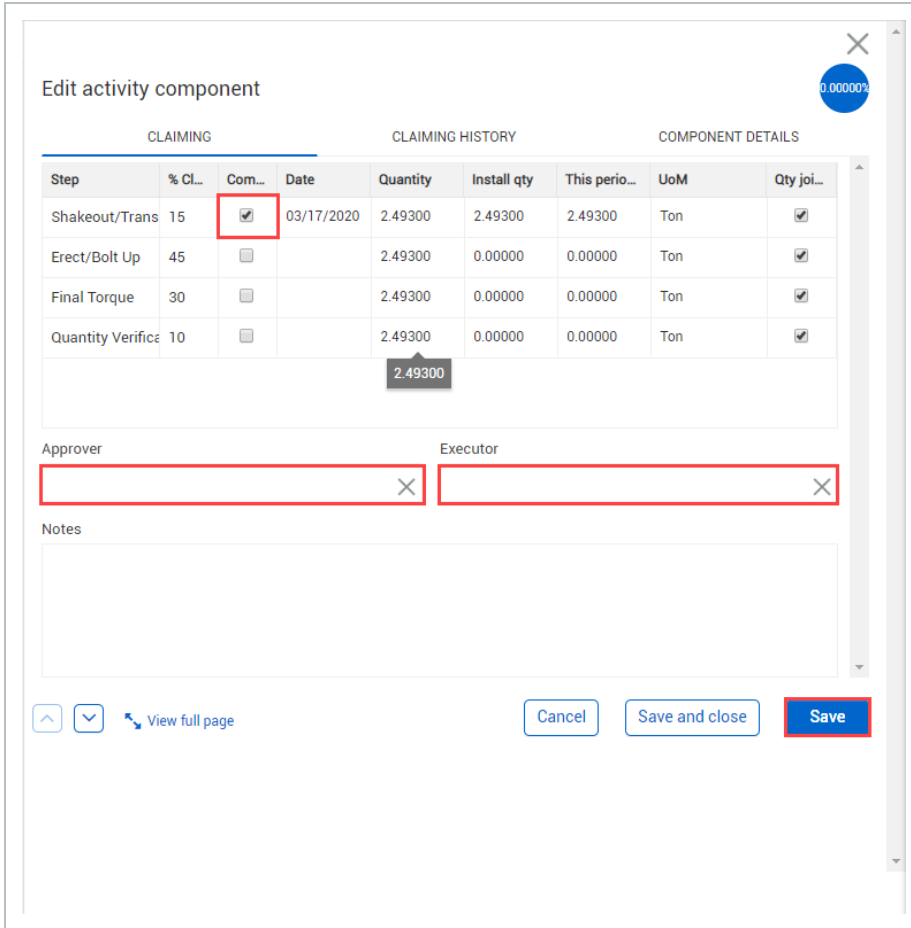 Edit activity component
0.00000%
CLAIMING CLAIMING HISTORY COMPONENT DETAILS
Step % Cl... Com... Date Quantity Install qty This perio... UoM Qty joi...
Shakeout/Trans 15 03/17/2020 2.49300 2.49300 2.49300 Ton
Erect/Bolt Up 45 2.49300 0.00000 0.00000 Ton
Final Torque 30 2.49300 0.00000 0.00000 Ton
Quantity Verifica 10 2.49300 0.00000 0.00000 Ton
2.49300
Approver Executor
Notes
View full page Cancel Save and close Save